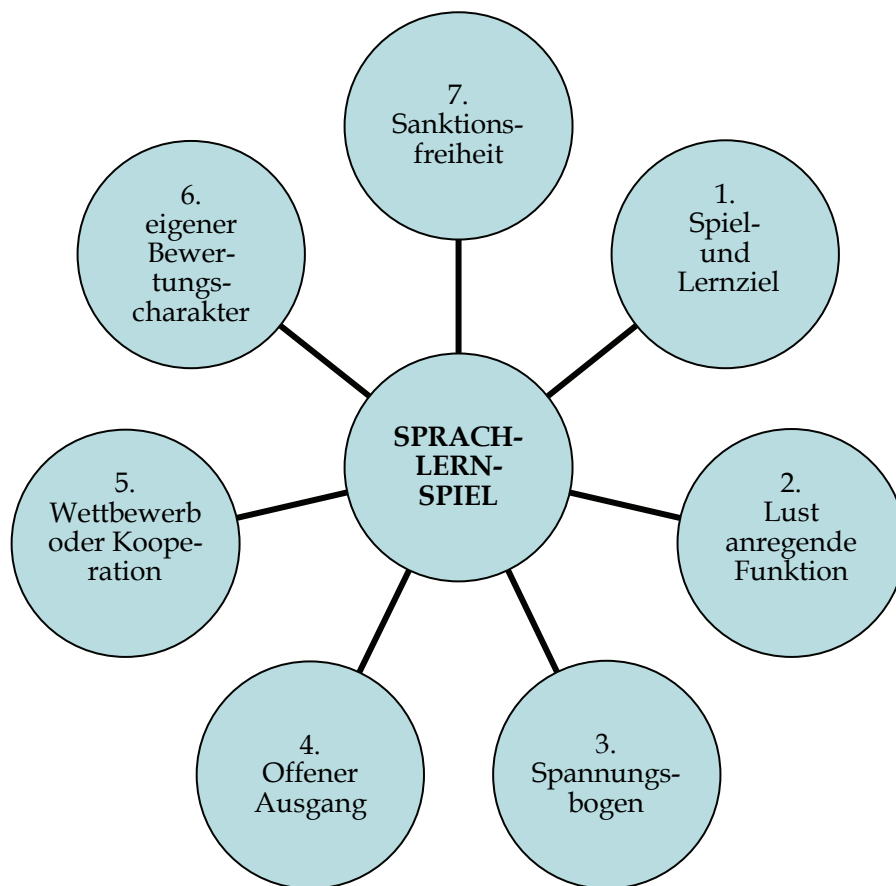 7.
Sanktions-
freiheit
6.
eigener
Bewer-
tungs-
charakter
1.
Spiel-
und
Lernziel
SPRACH-
LERN-
SPIEL
5.
Wettbewerb
oder Koope-
ration
2.
Lust
anregende
Funktion
4.
Offener
Ausgang
3.
Spannungs-
bogen